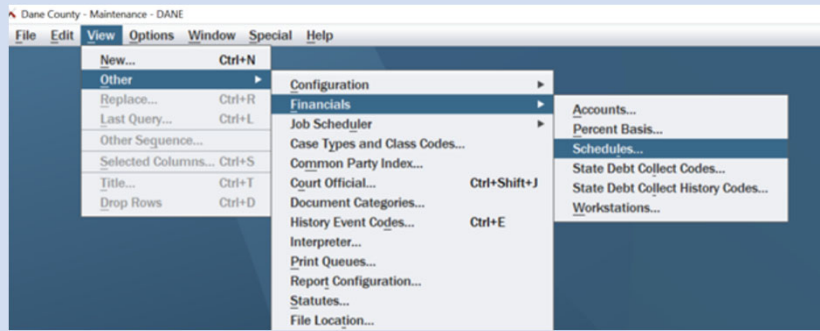 Dane County - Maintenance - DANE
File Edit View Options Window Special Help
New... Ctrl+N
Other
Replace... Ctrl+R
Last Query... Ctrl+L
Other Sequence...
Selected Columns... Ctrl+S
Title... Ctrl+T
Drop Rows Ctrl+D
Configuration
Financials
Job Scheduler
Case Types and Class Codes...
Common Party Index...
Court Official... Ctrl+Shift+J
Document Categories...
History Event Codes... Ctrl+E
Interpreter...
Print Queues...
Report Configuration...
Statutes...
File Location...
Accounts...
Percent Basis...
Schedules...
State Debt Collect Codes...
State Debt Collect History Codes...
Workstations...